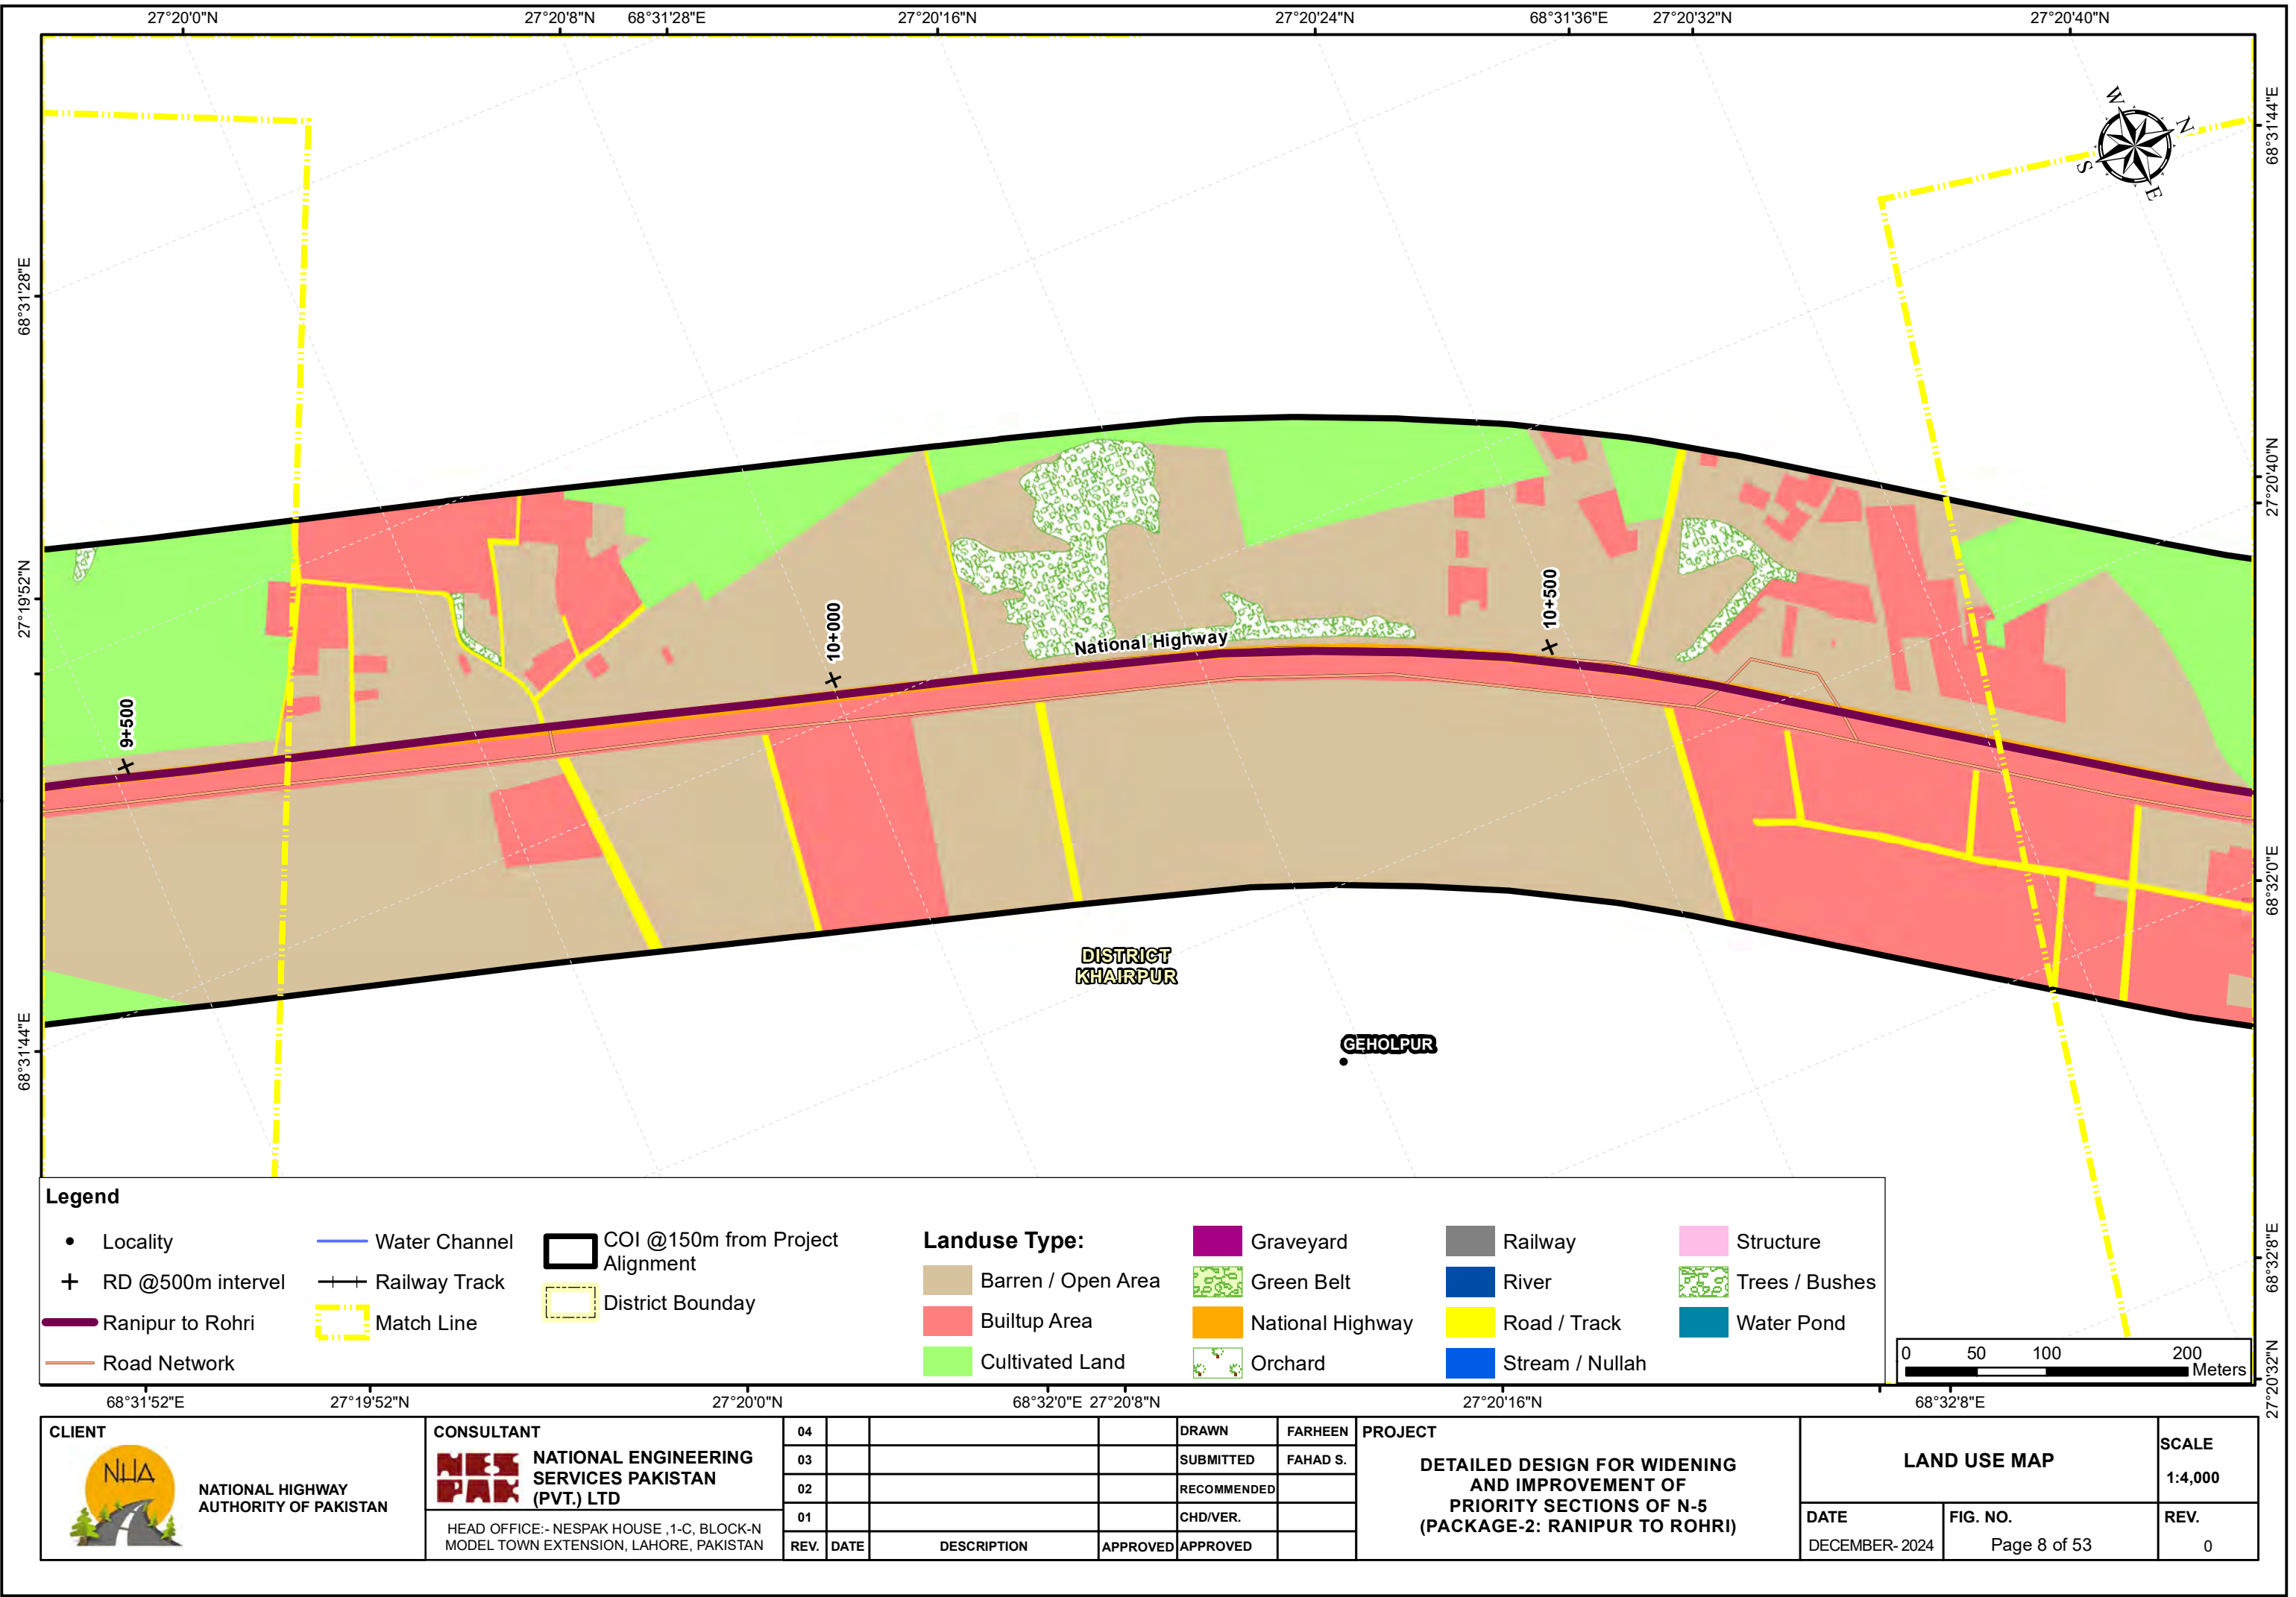 27°20'0"N
27°20'8"N
68°31'28"E
27°20'16"N
27°20'24"N
68°31'36"E
27°20'32"N
27°20'40"N
68°31'28"E
27°19'52"N
68°31'44"E
68°31'44"E
27°20'40"N
68°32'0"E
68°32'8"E
27°20'32"N
W
N
S
E
9+500
10+000
National Highway
10+500
DISTRICT
KHAIRPUR
GEHOLPUR
Legend
Locality
RD @500m intervel
Ranipur to Rohri
Road Network
Water Channel
Railway Track
Match Line
COI @150m from Project
Alignment
District Bounday
Landuse Type:
Barren / Open Area
Builtup Area
Cultivated Land
Graveyard
Green Belt
National Highway
Orchard
Railway
River
Road / Track
Stream / Nullah
Structure
Trees / Bushes
Water Pond
0 50 100 200
Meters
68°31'52"E
27°19'52"N
27°20'0"N
68°32'0"E
27°20'8"N
27°20'16"N
68°32'8"E
CLIENT
NHA
NATIONAL HIGHWAY
AUTHORITY OF PAKISTAN
CONSULTANT
NES
PAK
NATIONAL ENGINEERING
SERVICES PAKISTAN
(PVT.) LTD
HEAD OFFICE:- NESPAK HOUSE ,1-C, BLOCK-N
MODEL TOWN EXTENSION, LAHORE, PAKISTAN
04 DRAWN FARHEEN
03 SUBMITTED FAHAD S.
02 RECOMMENDED
01 CHD/VER.
REV. DATE DESCRIPTION APPROVED APPROVED
PROJECT
DETAILED DESIGN FOR WIDENING
AND IMPROVEMENT OF
PRIORITY SECTIONS OF N-5
(PACKAGE-2: RANIPUR TO ROHRI)
LAND USE MAP
SCALE
1:4,000
DATE
DECEMBER- 2024
FIG. NO.
Page 8 of 53
REV.
0